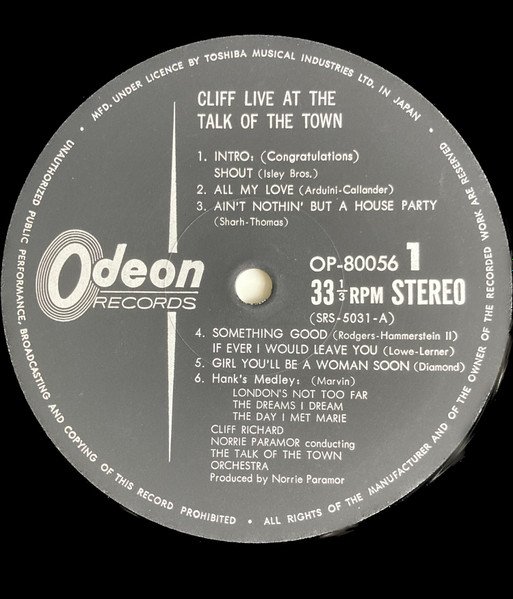 MFD. UNDER LICENCE BY TOSHIBA MUSICAL INDUSTRIES LTD. IN JAPAN •
ALL RIGHTS OF THE MANUFACTURER AND OF THE OWNER OF THE RECORDED WORK ARE RESERVED •
UNAUTHORIZED PUBLIC PERFORMANCE, BROADCASTING AND COPYING OF THIS RECORD PROHIBITED •
CLIFF LIVE AT THE
TALK OF THE TOWN
1. INTRO: (Congratulations)
SHOUT (Isley Bros.)
2. ALL MY LOVE (Arduini-Callander)
3. AIN'T NOTHIN' BUT A HOUSE PARTY
(Sharh-Thomas)
Odeon
RECORDS
OP-80056 1
33 1/3 RPM STEREO
(SRS-5031-A)
4. SOMETHING GOOD (Rodgers-Hammerstein II)
IF EVER I WOULD LEAVE YOU (Lowe-Lerner)
5. GIRL YOU'LL BE A WOMAN SOON (Diamond)
6. Hank's Medley: (Marvin)
LONDON'S NOT TOO FAR
THE DREAMS I DREAM
THE DAY I MET MARIE
CLIFF RICHARD
NORRIE PARAMOR conducting
THE TALK OF THE TOWN
ORCHESTRA
Produced by Norrie Paramor